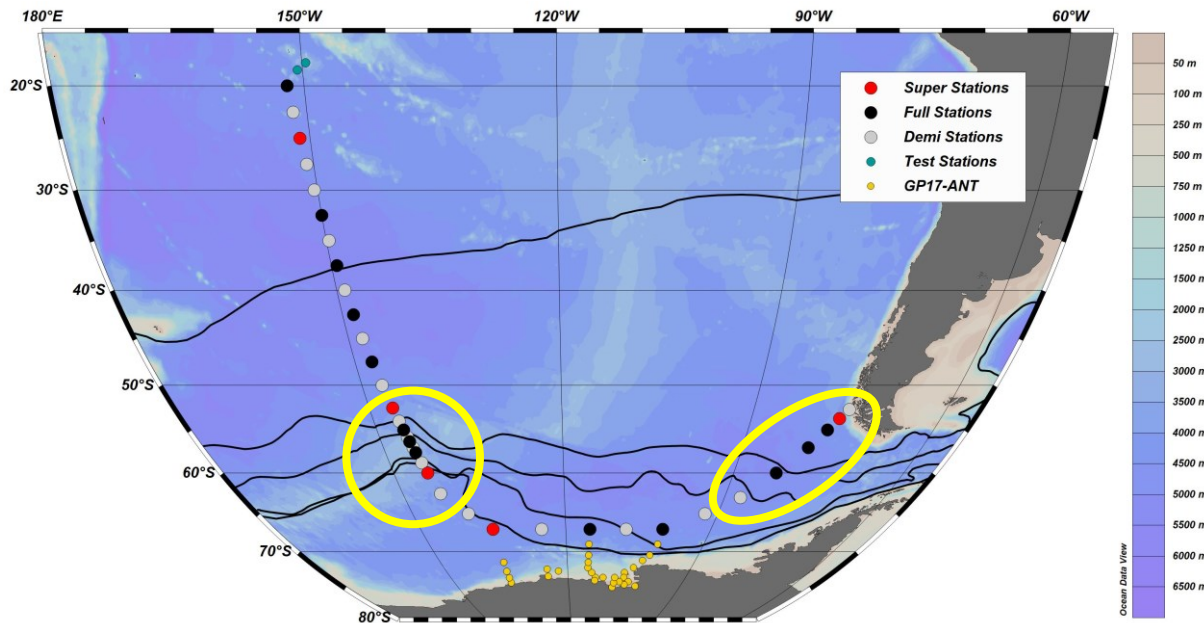 180°E 150°W 120°W 90°W 60°W
20°S
30°S
40°S
50°S
60°S
70°S
80°S
Super Stations
Full Stations
Demi Stations
Test Stations
GP17-ANT
50 m
100 m
250 m
500 m
750 m
1000 m
1250 m
1500 m
2000 m
2500 m
3000 m
3500 m
4000 m
4500 m
5000 m
5500 m
6000 m
6500 m
Ocean Data View